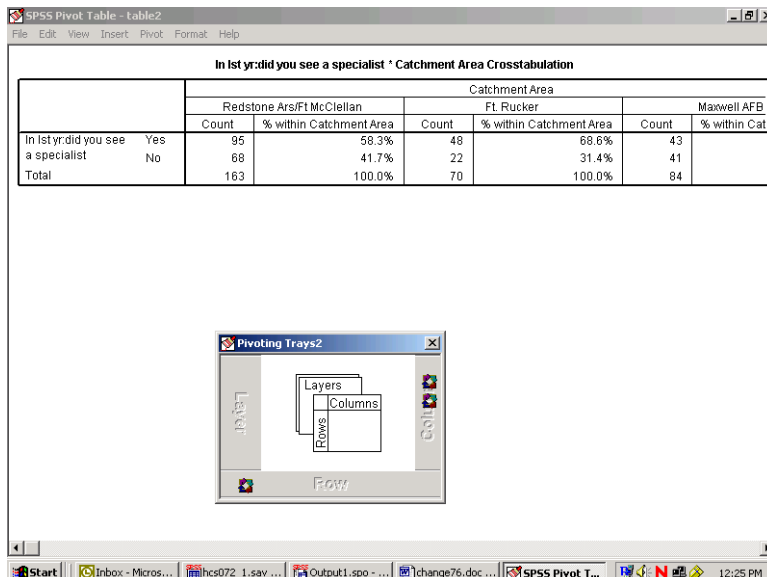 SPSS Pivot Table - table2
File Edit View Insert Pivot Format Help
In lst yr:did you see a specialist * Catchment Area Crosstabulation
Catchment Area
Redstone Ars/Ft McClellan Ft. Rucker Maxwell AFB
Count % within Catchment Area Count % within Catchment Area Count % within Cat
In lst yr:did you see a specialist Yes 95 58.3% 48 68.6% 43
No 68 41.7% 22 31.4% 41
Total 163 100.0% 70 100.0% 84
Pivoting Trays2
Layer
Layers
Columns
Rows
Column
Row
Start Inbox - Micros... hcs072_1.sav ... Output1.spo - ... change76.doc ... SPSS Pivot T... N 12:25 PM